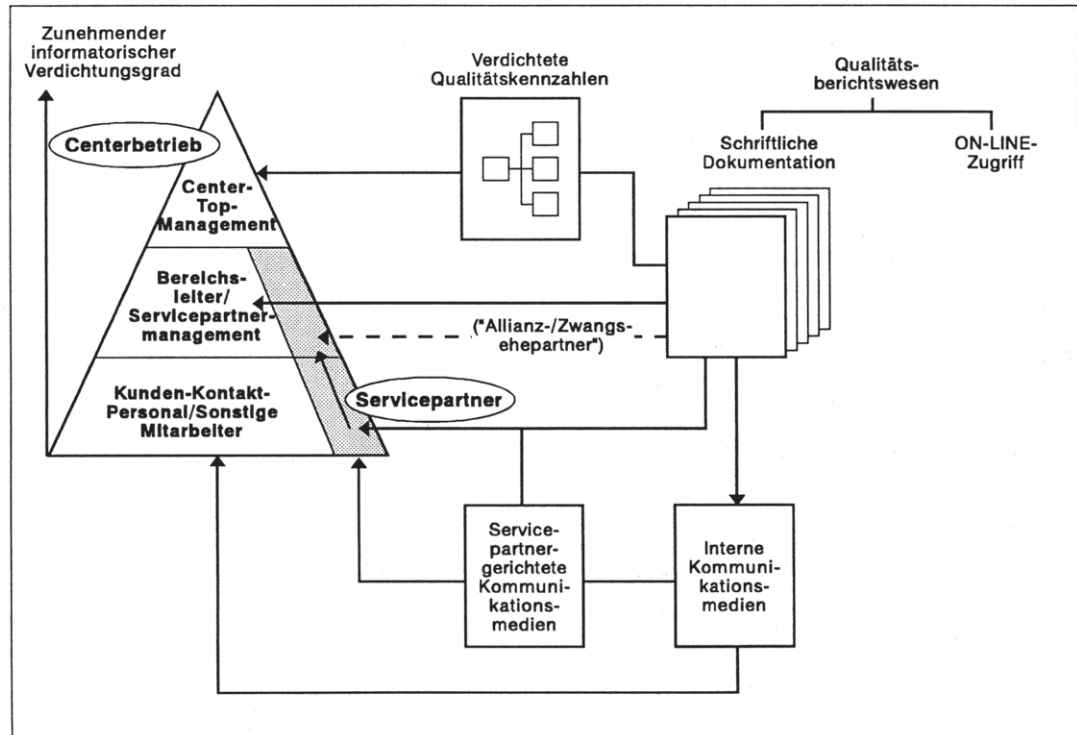 Zunehmender
informatorischer
Verdichtungsgrad
Verdichtete
Qualitätskennzahlen
Qualitäts-
berichtswesen
Schriftliche
Dokumentation
ON-LINE-
Zugriff
Centerbetrieb
Center-
Top-
Management
Bereichs-
leiter/
Servicepartner-
management
("Allianz-/Zwangs-
ehepartner")
Kunden-Kontakt-
Personal/Sonstige
Mitarbeiter
Servicepartner
Service-
partner-
gerichtete
Kommuni-
kations-
medien
Interne
Kommuni-
kations-
medien